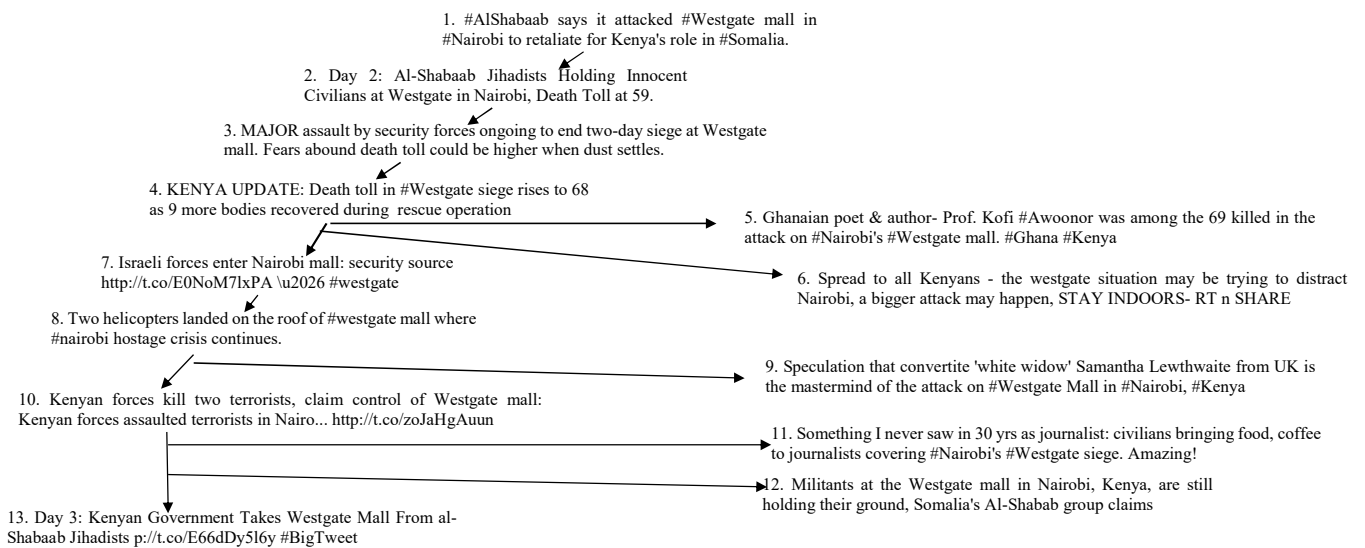 1. #AlShabaab says it attacked #Westgate mall in
#Nairobi to retaliate for Kenya's role in #Somalia.
2. Day 2: Al-Shabaab Jihadists Holding Innocent
Civilians at Westgate in Nairobi, Death Toll at 59.
3. MAJOR assault by security forces ongoing to end two-day siege at Westgate
mall. Fears abound death toll could be higher when dust settles.
4. KENYA UPDATE: Death toll in #Westgate siege rises to 68
as 9 more bodies recovered during rescue operation
5. Ghanaian poet & author- Prof. Kofi #Awoonor was among the 69 killed in the
attack on #Nairobi's #Westgate mall. #Ghana #Kenya
6. Spread to all Kenyans - the westgate situation may be trying to distract
Nairobi, a bigger attack may happen, STAY INDOORS- RT n SHARE
7. Israeli forces enter Nairobi mall: security source
http://t.co/E0NoM7lxPA \u2026 #westgate
8. Two helicopters landed on the roof of #westgate mall where
#nairobi hostage crisis continues.
9. Speculation that convertite 'white widow' Samantha Lewthwaite from UK is
the mastermind of the attack on #Westgate Mall in #Nairobi, #Kenya
10. Kenyan forces kill two terrorists, claim control of Westgate mall:
Kenyan forces assaulted terrorists in Nairo... http://t.co/zoJaHgAuun
11. Something I never saw in 30 yrs as journalist: civilians bringing food, coffee
to journalists covering #Nairobi's #Westgate siege. Amazing!
12. Militants at the Westgate mall in Nairobi, Kenya, are still
holding their ground, Somalia's Al-Shabab group claims
13. Day 3: Kenyan Government Takes Westgate Mall From al-
Shabaab Jihadists p://t.co/E66dDy5l6y #BigTweet